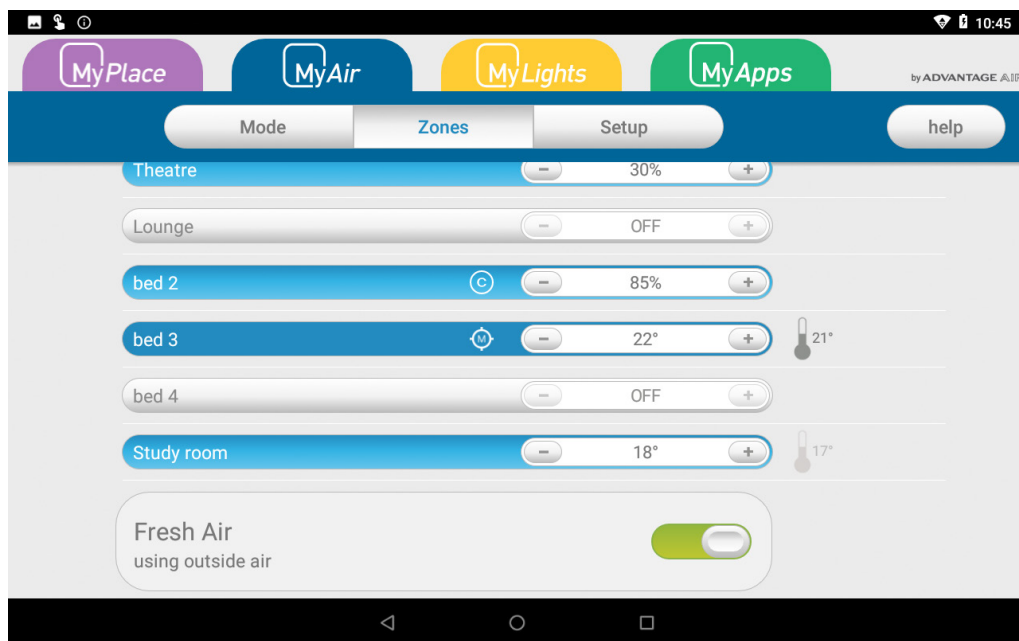 10:45
MyPlace MyAir MyLights MyApps by ADVANTAGE AIR
Mode Zones Setup help
Theatre - 30% +
Lounge - OFF +
bed 2 C - 85% +
bed 3 M - 22° + 21°
bed 4 - OFF +
Study room - 18° + 17°
Fresh Air
using outside air